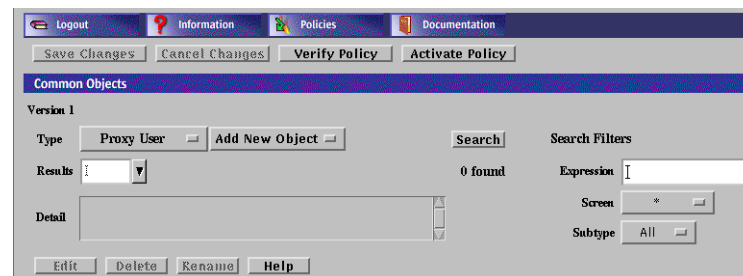 Logout Information Policies Documentation
Save Changes Cancel Changes Verify Policy Activate Policy
Common Objects
Version 1
Type Proxy User Add New Object Search Search Filters
Results 0 found Expression
Screen *
Detail
Subtype All
Edit Delete Rename Help